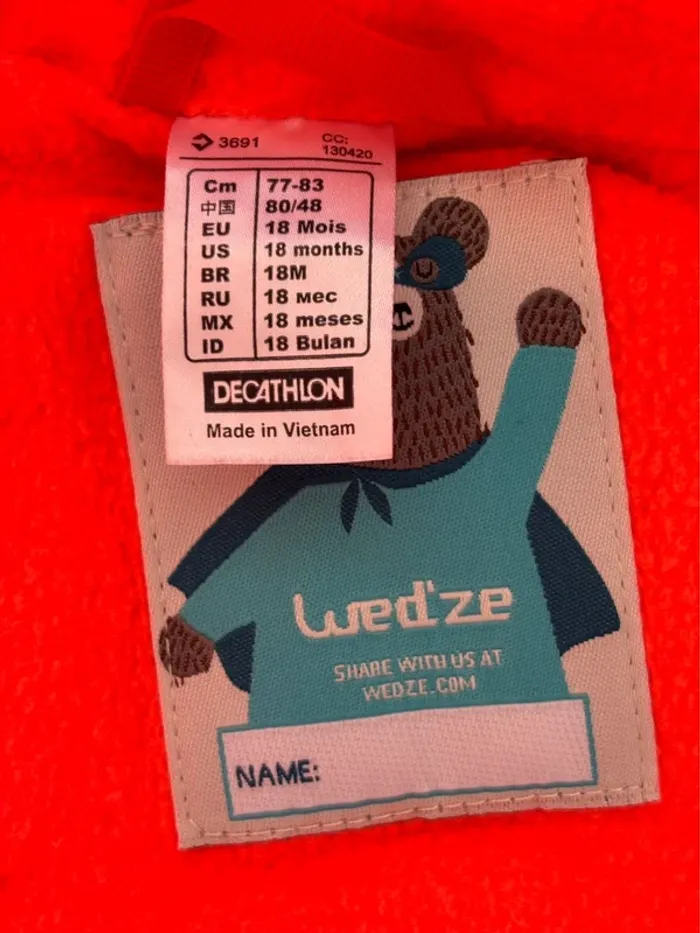 3691 CC:
130420
Cm 77-83
中国 80/48
EU 18 Mois
US 18 months
BR 18M
RU 18 мес
MX 18 meses
ID 18 Bulan
DECATHLON
Made in Vietnam
wed'ze
SHARE WITH US AT
WEDZE.COM
NAME: